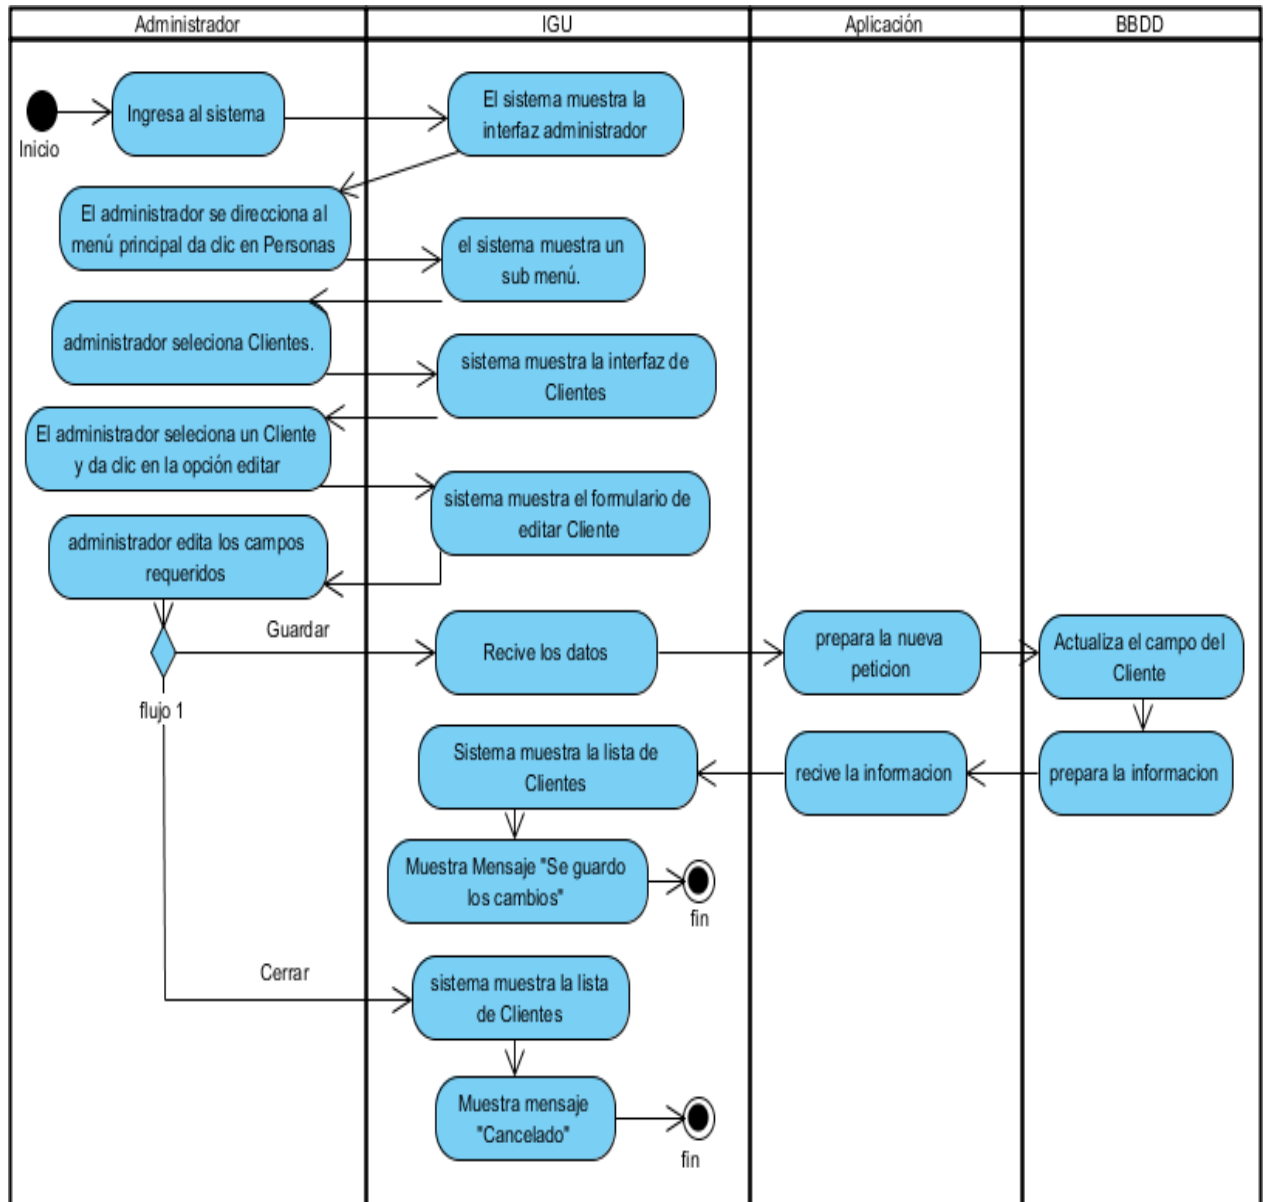 Administrador
IGU
Aplicación
BBDD
Inicio
Ingresa al sistema
El sistema muestra la
interfaz administrador
El administrador se direcciona al
menú principal da clic en Personas
el sistema muestra un
sub menú.
administrador seleciona Clientes.
sistema muestra la interfaz de
Clientes
El administrador seleciona un Cliente
y da clic en la opción editar
sistema muestra el formulario de
editar Cliente
administrador edita los campos
requeridos
Guardar
flujo 1
Recive los datos
prepara la nueva
peticion
Actualiza el campo del
Cliente
prepara la informacion
recive la informacion
Sistema muestra la lista de
Clientes
Muestra Mensaje "Se guardo
los cambios"
fin
Cerrar
sistema muestra la lista
de Clientes
Muestra mensaje
"Cancelado"
fin